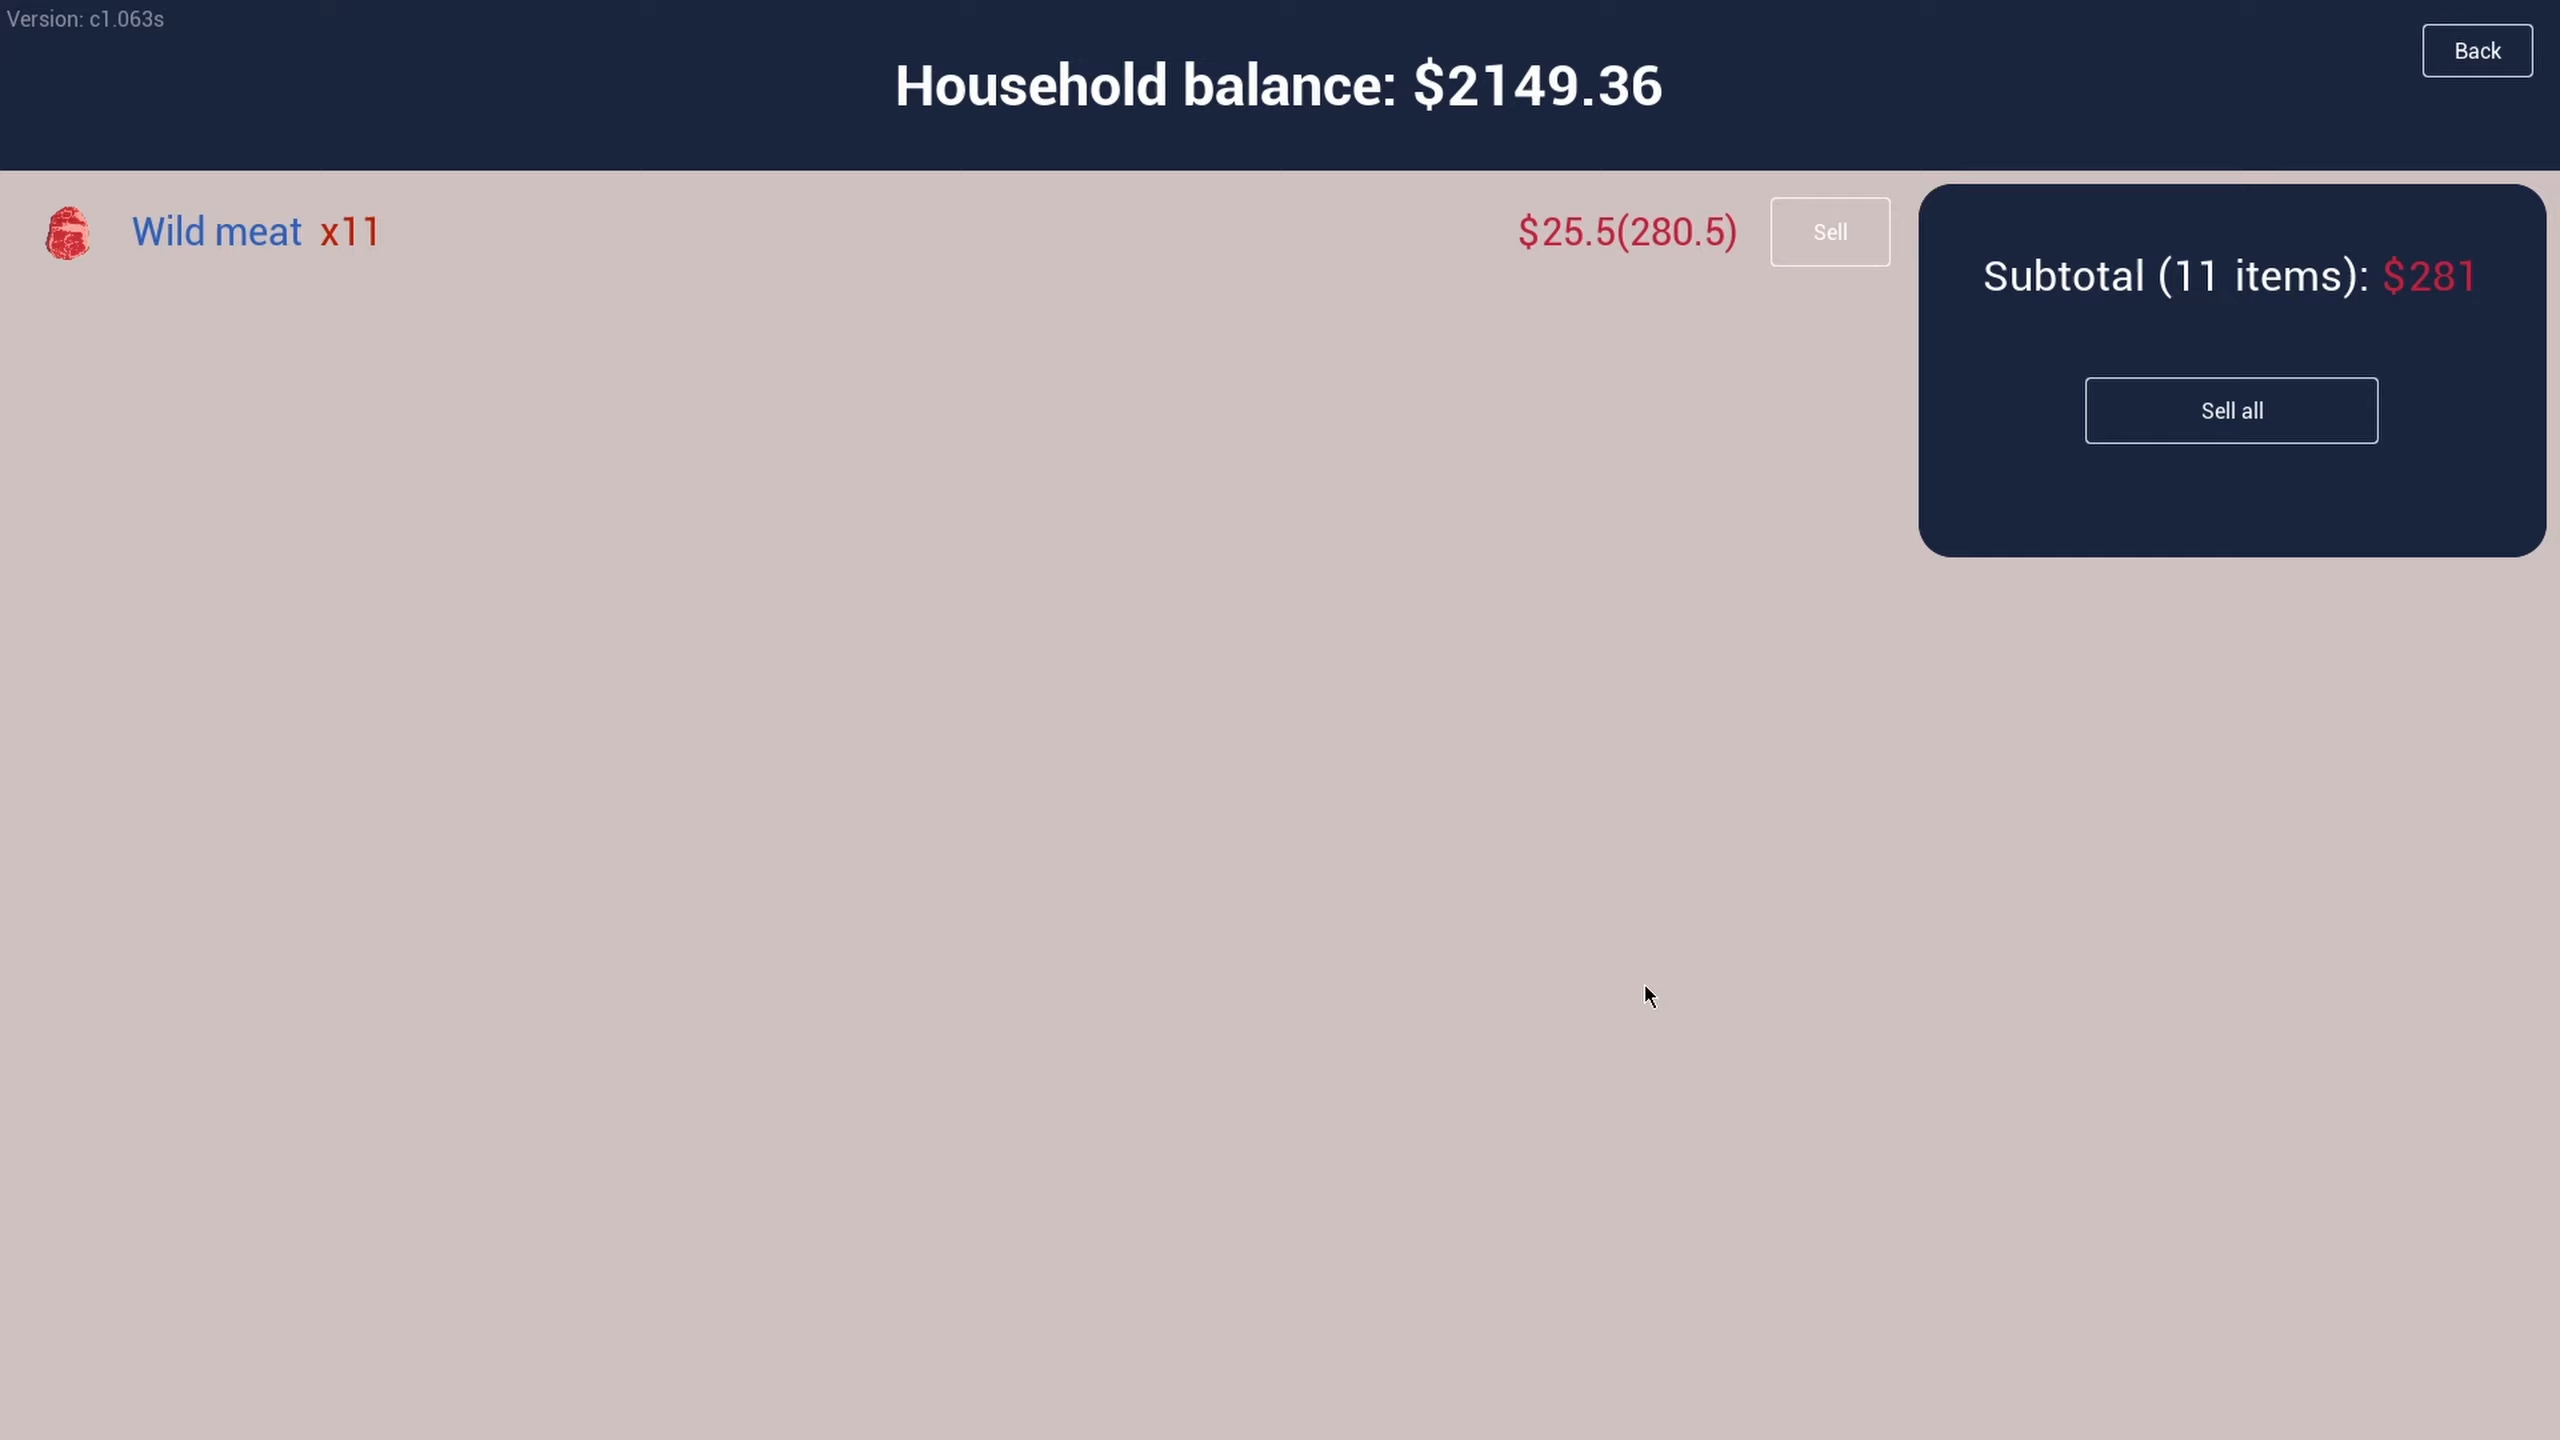 Version: c1.063s
Back
Household balance: $2149.36
Wild meat x11 $25.5(280.5) Sell
Subtotal (11 items): $281
Sell all